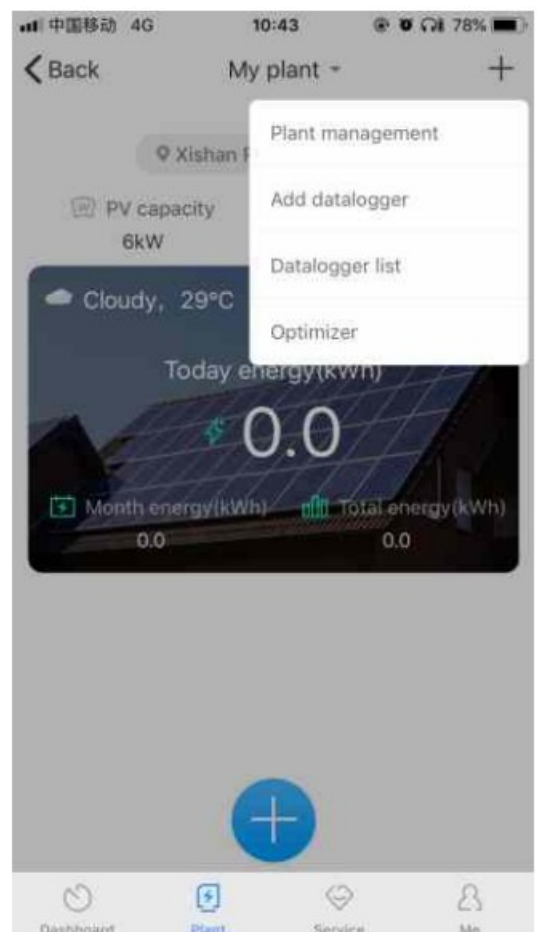 中国移动 4G 10:43 78%
Back My plant
Plant management
Xishan
Add datalogger
PV capacity
6kW
Datalogger list
Cloudy, 29°C
Optimizer
Today energy(kWh)
0.0
Month energy(kWh) Total energy(kWh)
0.0 0.0
Dashboard Plant Service Me